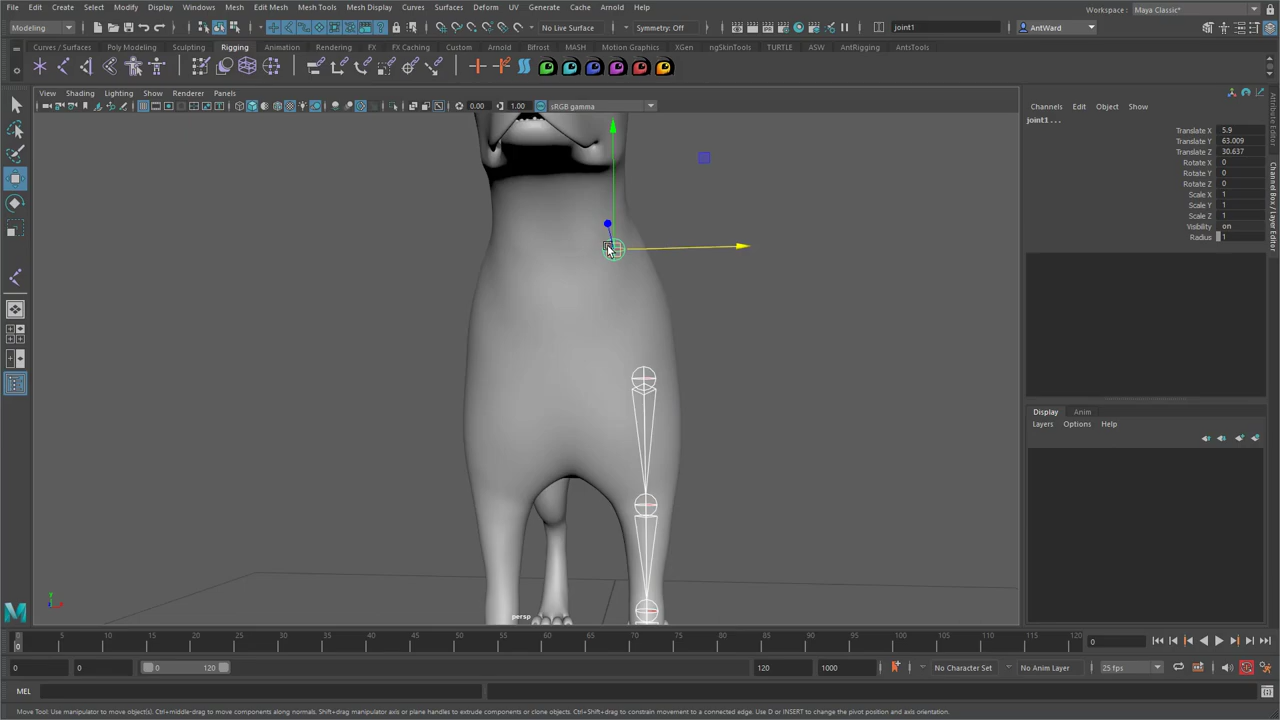 File Edit Create Select Modify Display Windows Mesh Edit Mesh Mesh Tools Mesh Display Curves Surfaces Deform UV Generate Cache Arnold Help
Workspace : Maya Classic*
Modeling
No Live Surface
Symmetry: Off
joint1
AntWard
Curves / Surfaces Poly Modeling Sculpting Rigging Animation Rendering FX FX Caching Custom Arnold Bifrost MASH Motion Graphics XGen ngSkinTools TURTLE ASW AntRigging AntsTools
View Shading Lighting Show Renderer Panels
0.00 1.00 sRGB gamma
Channels Edit Object Show
joint1 . . .
Translate X 5.9
Translate Y 63.009
Translate Z 30.637
Rotate X 0
Rotate Y 0
Rotate Z 0
Scale X 1
Scale Y 1
Scale Z 1
Visibility on
Radius 1
Attribute Editor
Channel Box / Layer Editor
Display Anim
Layers Options Help
persp
0 5 10 15 20 25 30 35 40 45 50 55 60 65 70 75 80 85 90 95 100 105 110 115 120
0
0
0 0 0 120 120 1000 No Character Set No Anim Layer 25 fps
MEL
Move Tool: Use manipulator to move object(s). Ctrl+middle-drag to move components along normals. Shift+drag manipulator axis or plane handles to extrude components or clone objects. Ctrl+Shift+drag to constrain movement to a connected edge. Use D or INSERT to change the pivot position and axis orientation.